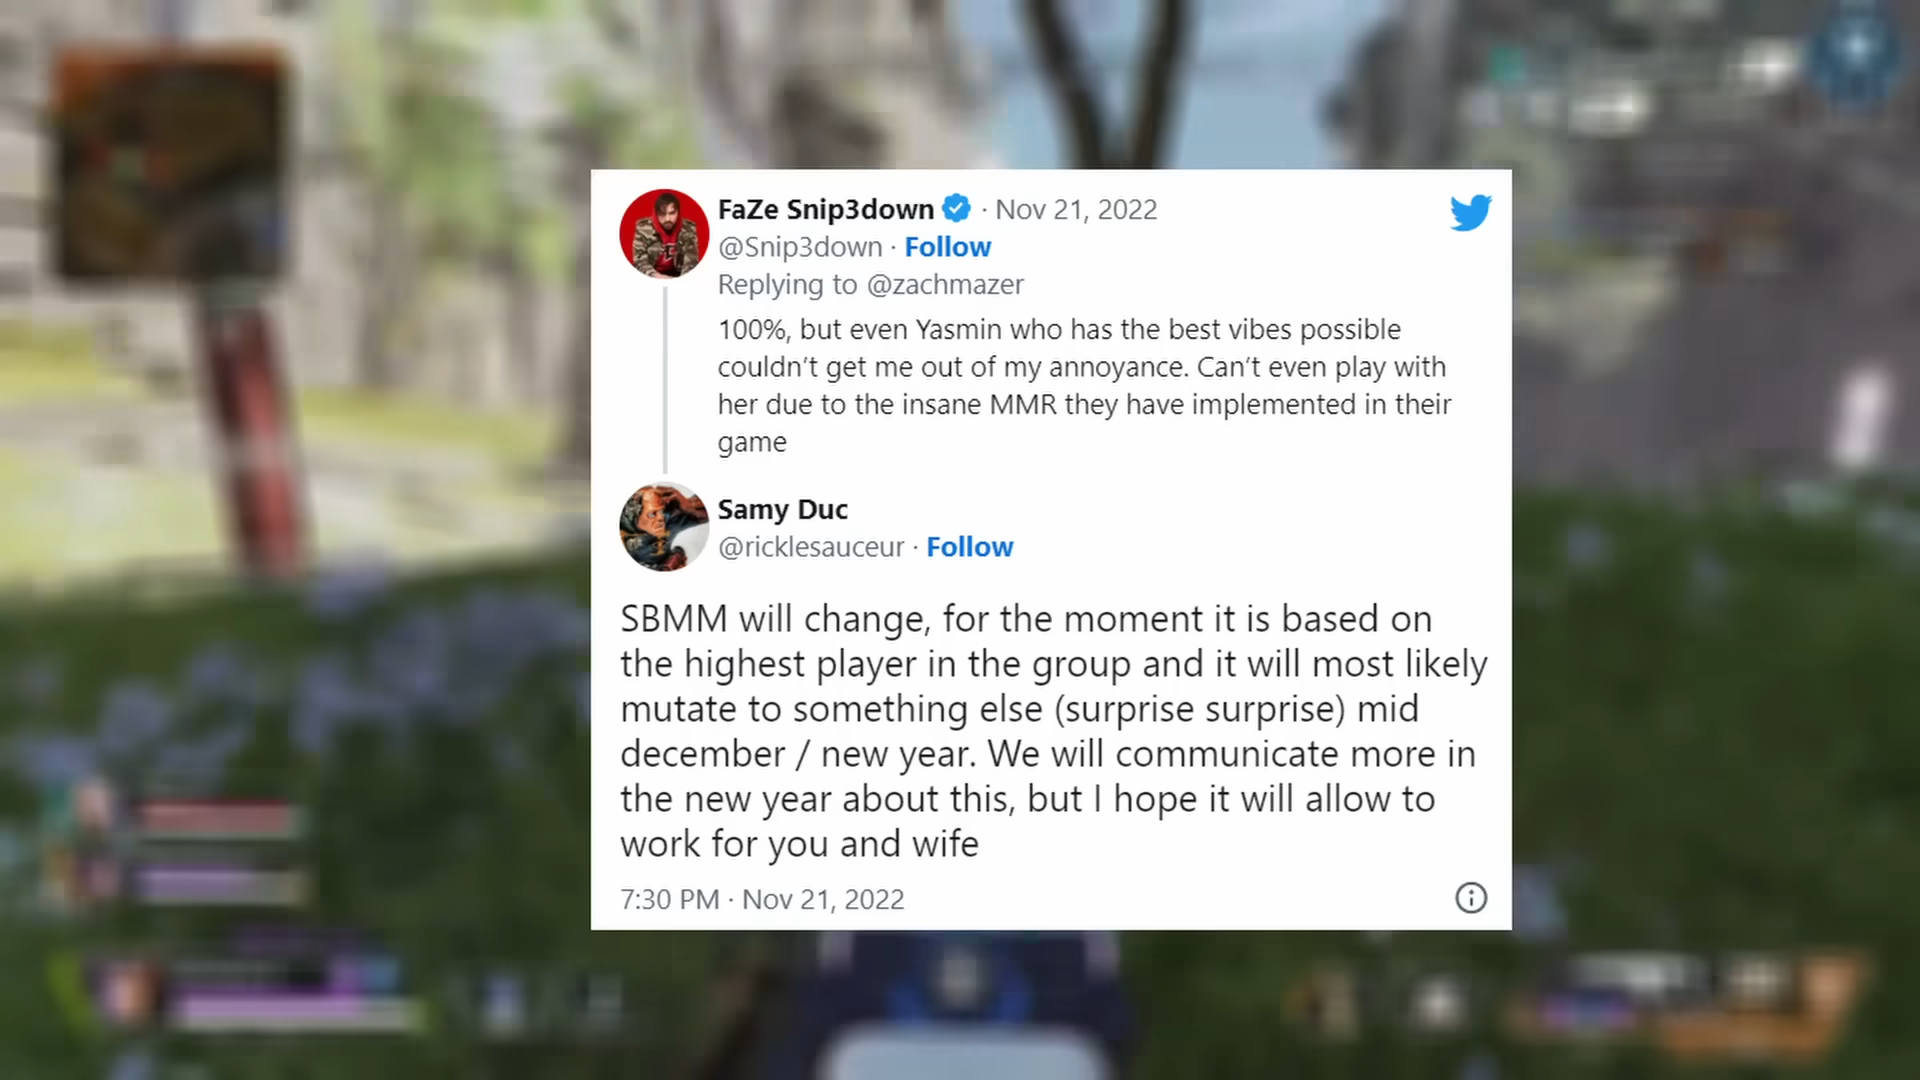 FaZe Snip3down · Nov 21, 2022
@Snip3down · Follow
Replying to @zachmazer
100%, but even Yasmin who has the best vibes possible
couldn’t get me out of my annoyance. Can’t even play with
her due to the insane MMR they have implemented in their
game
Samy Duc
@ricklesauceur · Follow
SBMM will change, for the moment it is based on
the highest player in the group and it will most likely
mutate to something else (surprise surprise) mid
december / new year. We will communicate more in
the new year about this, but I hope it will allow to
work for you and wife
7:30 PM · Nov 21, 2022